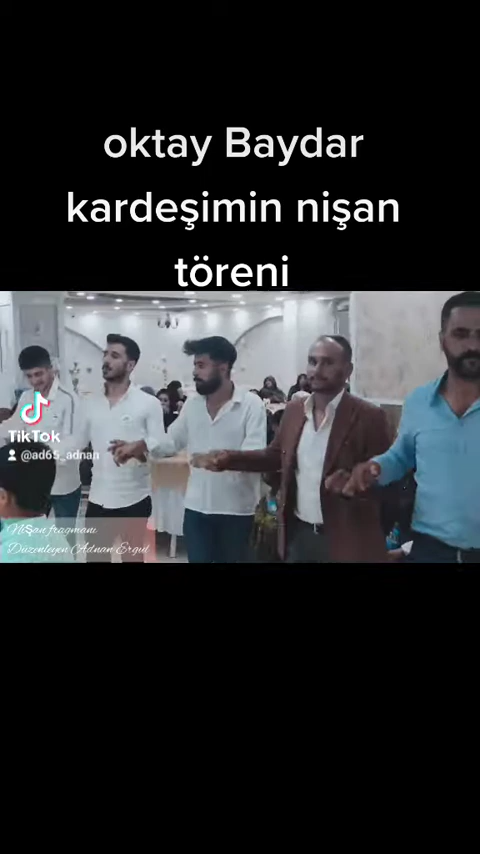 oktay Baydar
kardeşimin nişan
töreni
TikTok
@ad65_adnan
Nişan fragmanı
Düzenleyen Adnan Ergül